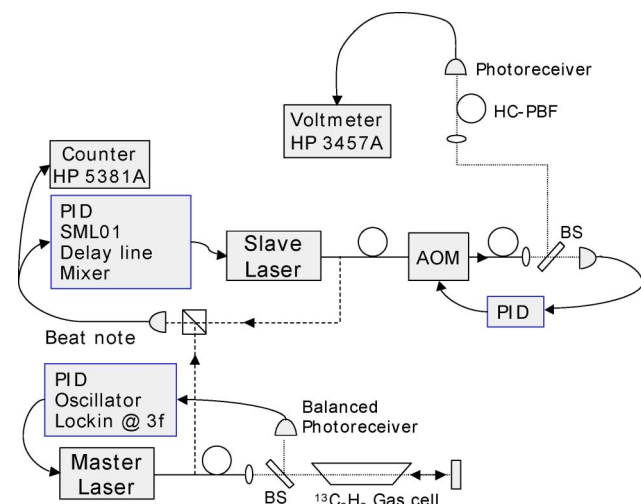 Photoreceiver
HC-PBF
Voltmeter
HP 3457A
Counter
HP 5381A
PID
SML01
Delay line
Mixer
Slave
Laser
AOM
BS
PID
Beat note
PID
Oscillator
Lockin @ 3f
Balanced
Photoreceiver
Master
Laser
BS
¹³C₂H₂ Gas cell